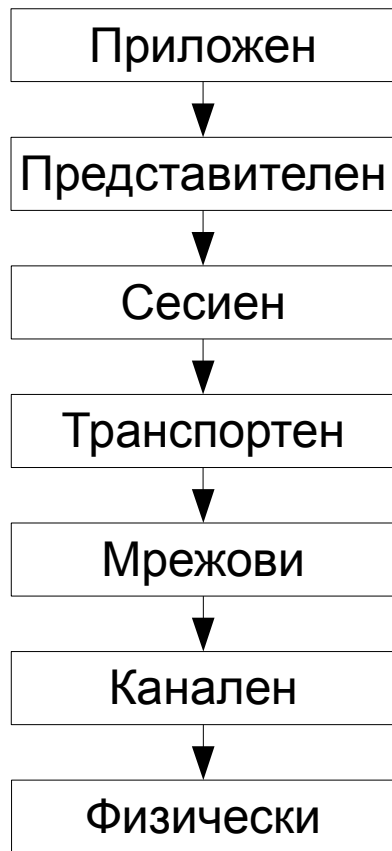 Приложен
Представителен
Сесиен
Транспортен
Мрежови
Канален
Физически